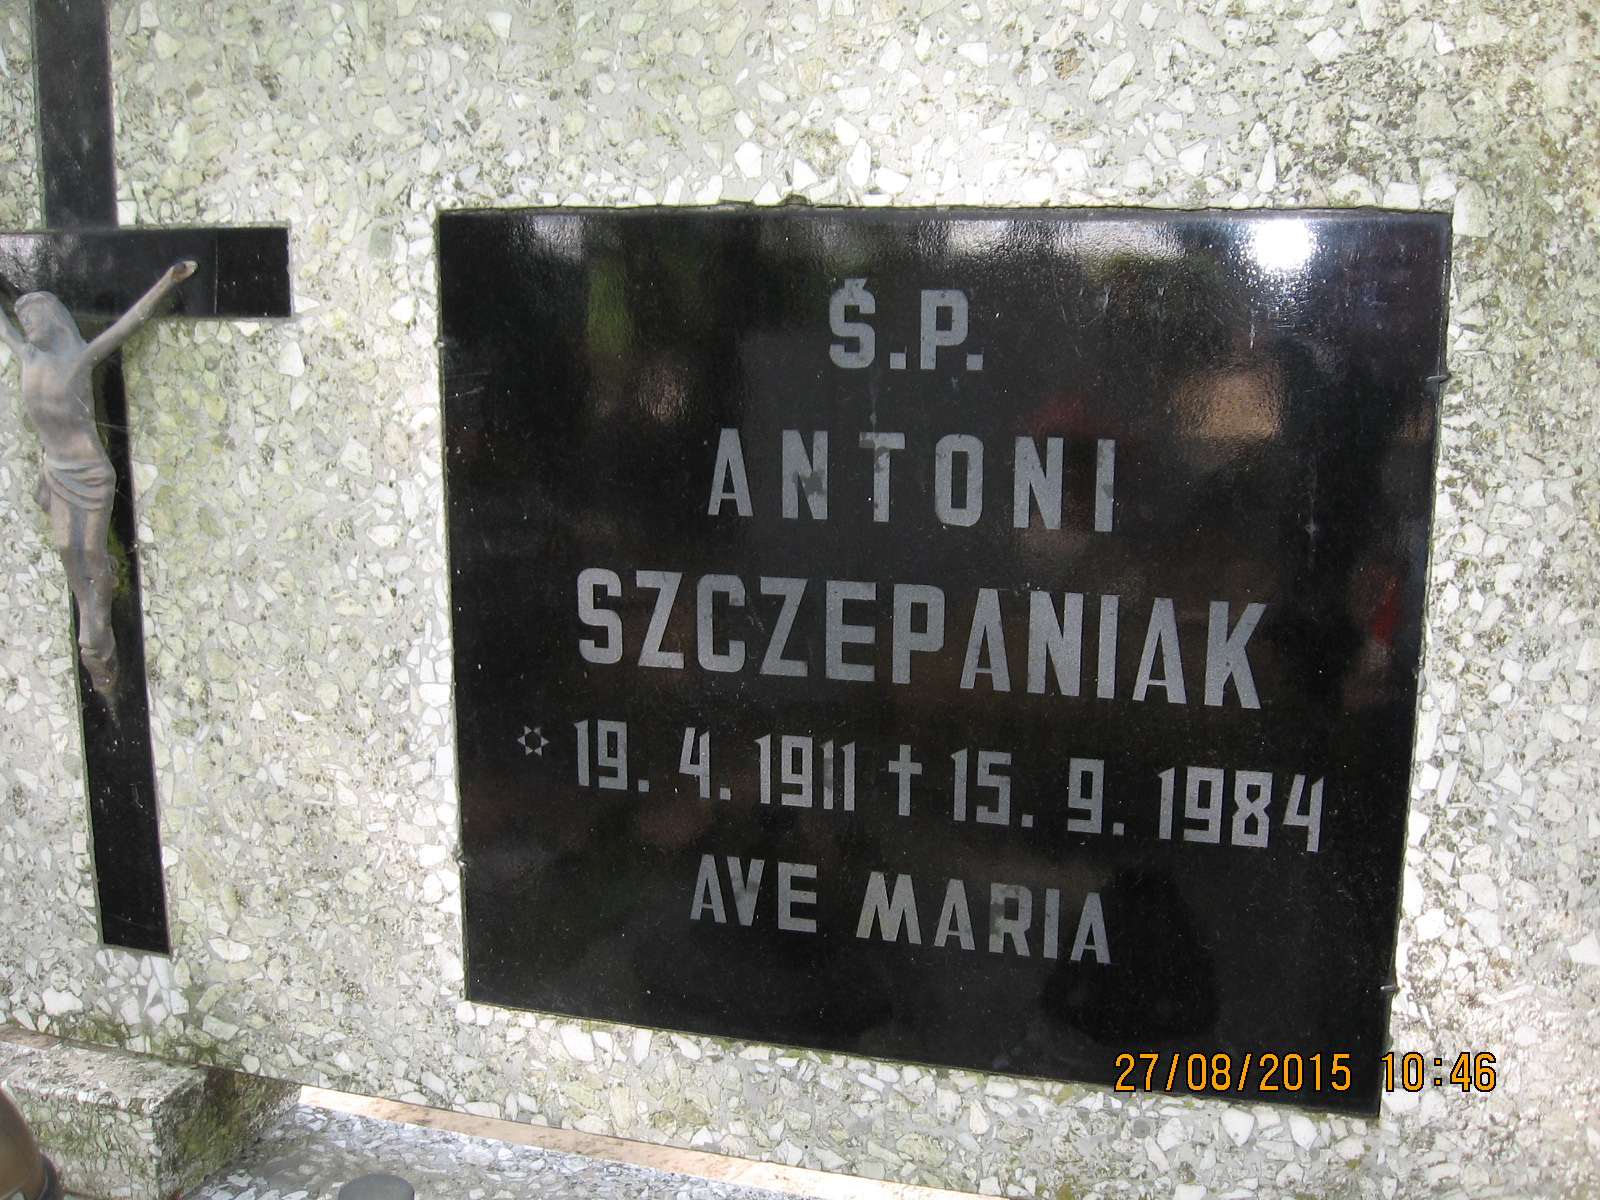 Ś.P.
ANTONI
SZCZEPANIAK
* 19. 4. 1911 † 15. 9. 1984
AVE MARIA
27/08/2015 10:46